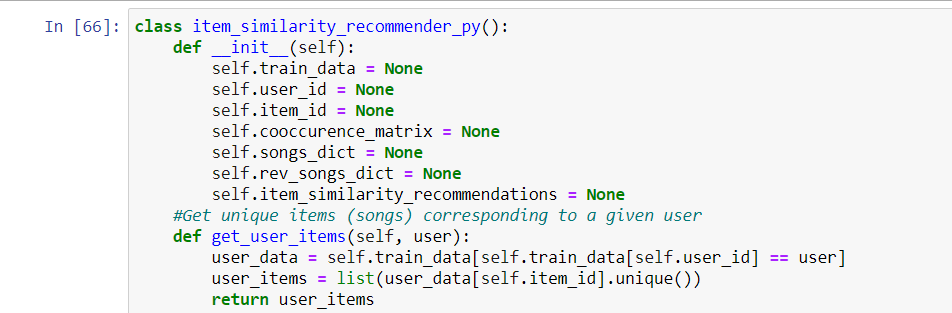 In [66]: class item_similarity_recommender_py():
    def __init__(self):
        self.train_data = None
        self.user_id = None
        self.item_id = None
        self.cooccurence_matrix = None
        self.songs_dict = None
        self.rev_songs_dict = None
        self.item_similarity_recommendations = None
    #Get unique items (songs) corresponding to a given user
    def get_user_items(self, user):
        user_data = self.train_data[self.train_data[self.user_id] == user]
        user_items = list(user_data[self.item_id].unique())
        return user_items